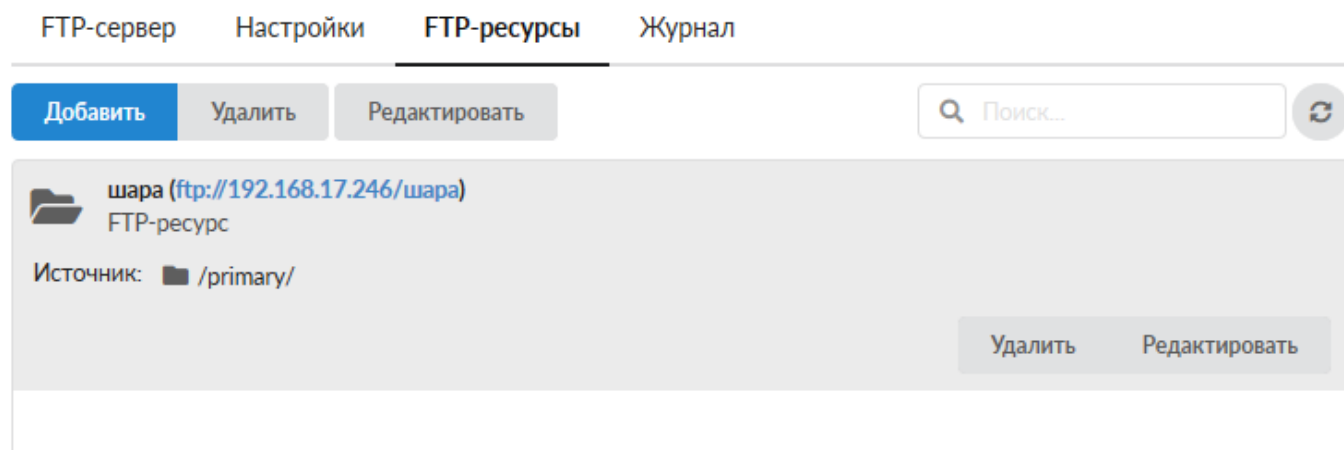 FTP-сервер Настройки FTP-ресурсы Журнал
Добавить Удалить Редактировать Поиск...
шара (ftp://192.168.17.246/шара)
FTP-ресурс
Источник: /primary/
Удалить Редактировать